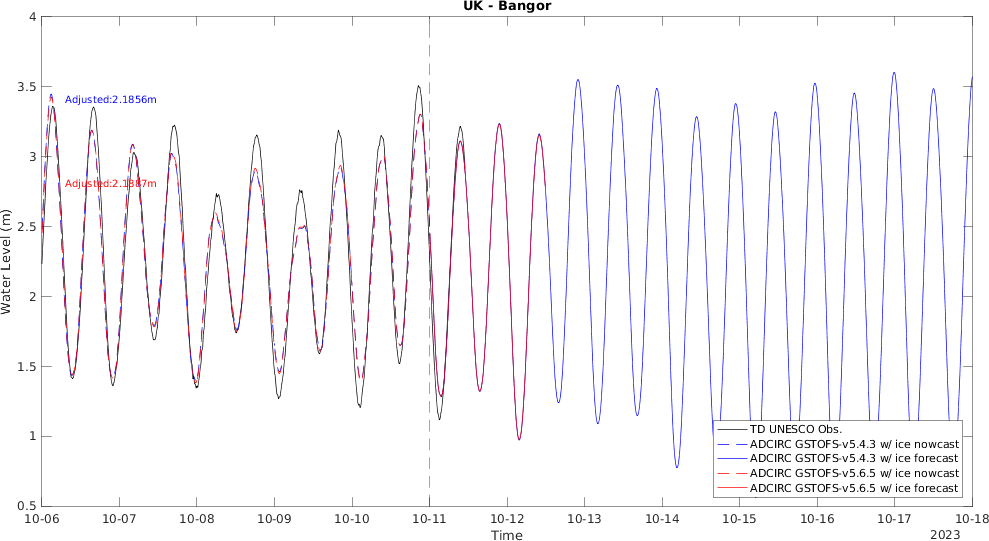 UK - Bangor
4
3.5
3
2.5
2
1.5
1
0.5
Water Level (m)
Adjusted:2.1856m
Adjusted:2.1887m
TD UNESCO Obs.
ADCIRC GSTOFS-v5.4.3 w/ ice nowcast
ADCIRC GSTOFS-v5.4.3 w/ ice forecast
ADCIRC GSTOFS-v5.6.5 w/ ice nowcast
ADCIRC GSTOFS-v5.6.5 w/ ice forecast
10-06 10-07 10-08 10-09 10-10 10-11 10-12 10-13 10-14 10-15 10-16 10-17 10-18
Time
2023